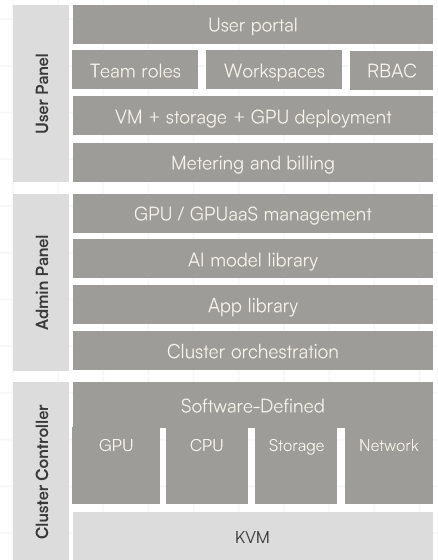 User Panel
User portal
Team roles
Workspaces
RBAC
VM + storage + GPU deployment
Metering and billing
Admin Panel
GPU / GPUaaS management
AI model library
App library
Cluster orchestration
Cluster Controller
Software-Defined
GPU
CPU
Storage
Network
KVM